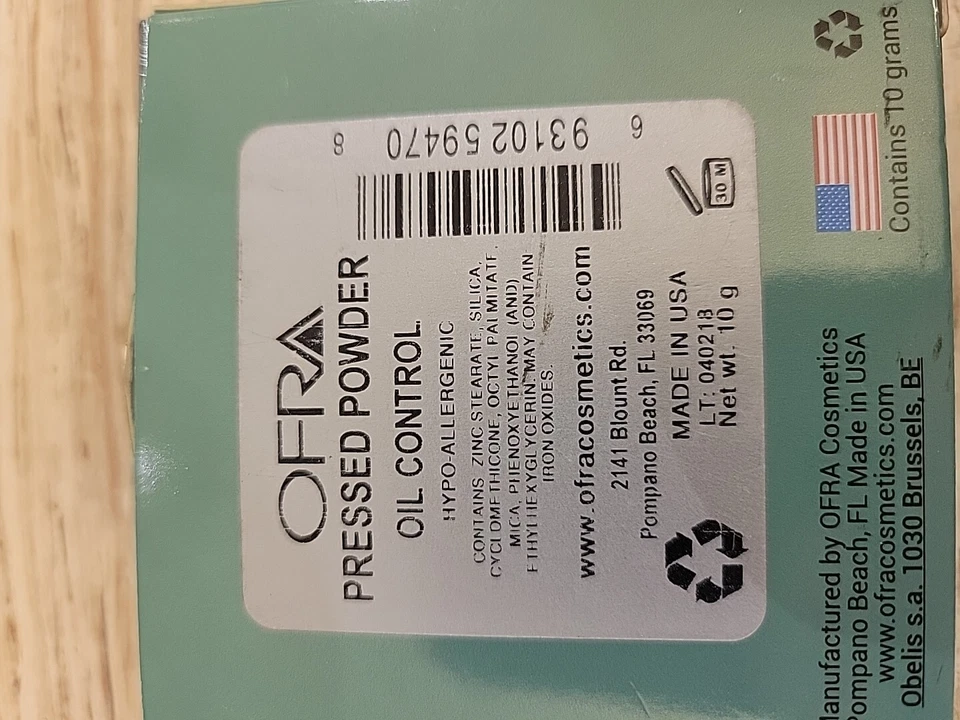 OFRA
PRESSED POWDER
OIL CONTROL
HYPO-ALLERGENIC
CONTAINS ZINC STEARATE, SILICA,
CYCLOMETHICONE, OCTYL PALMITATE,
MICA, PHENOXYETHANOL (AND)
ETHYLHEXYLGLYCERIN. MAY CONTAIN
IRON OXIDES.
www.ofracosmetics.com
2141 Blount Rd.
Pompano Beach, FL 33069
MADE IN USA
LT: 040218
Net wt. 10 g
6 93102 59470 8
30 M
Manufactured by OFRA Cosmetics
Pompano Beach, FL Made in USA
www.ofracosmetics.com
Obelis s.a. 1030 Brussels, BE
Contains 10 grams